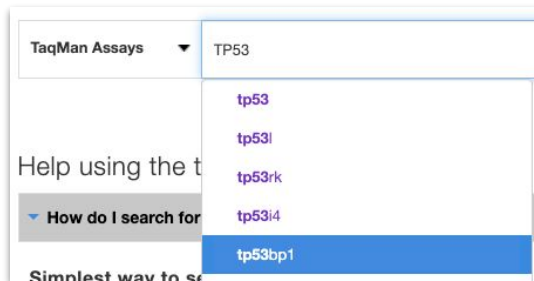 TaqMan Assays TP53
tp53
tp53l
Help using the t
tp53rk
How do I search for
tp53i4
tp53bp1
Simplest way to se